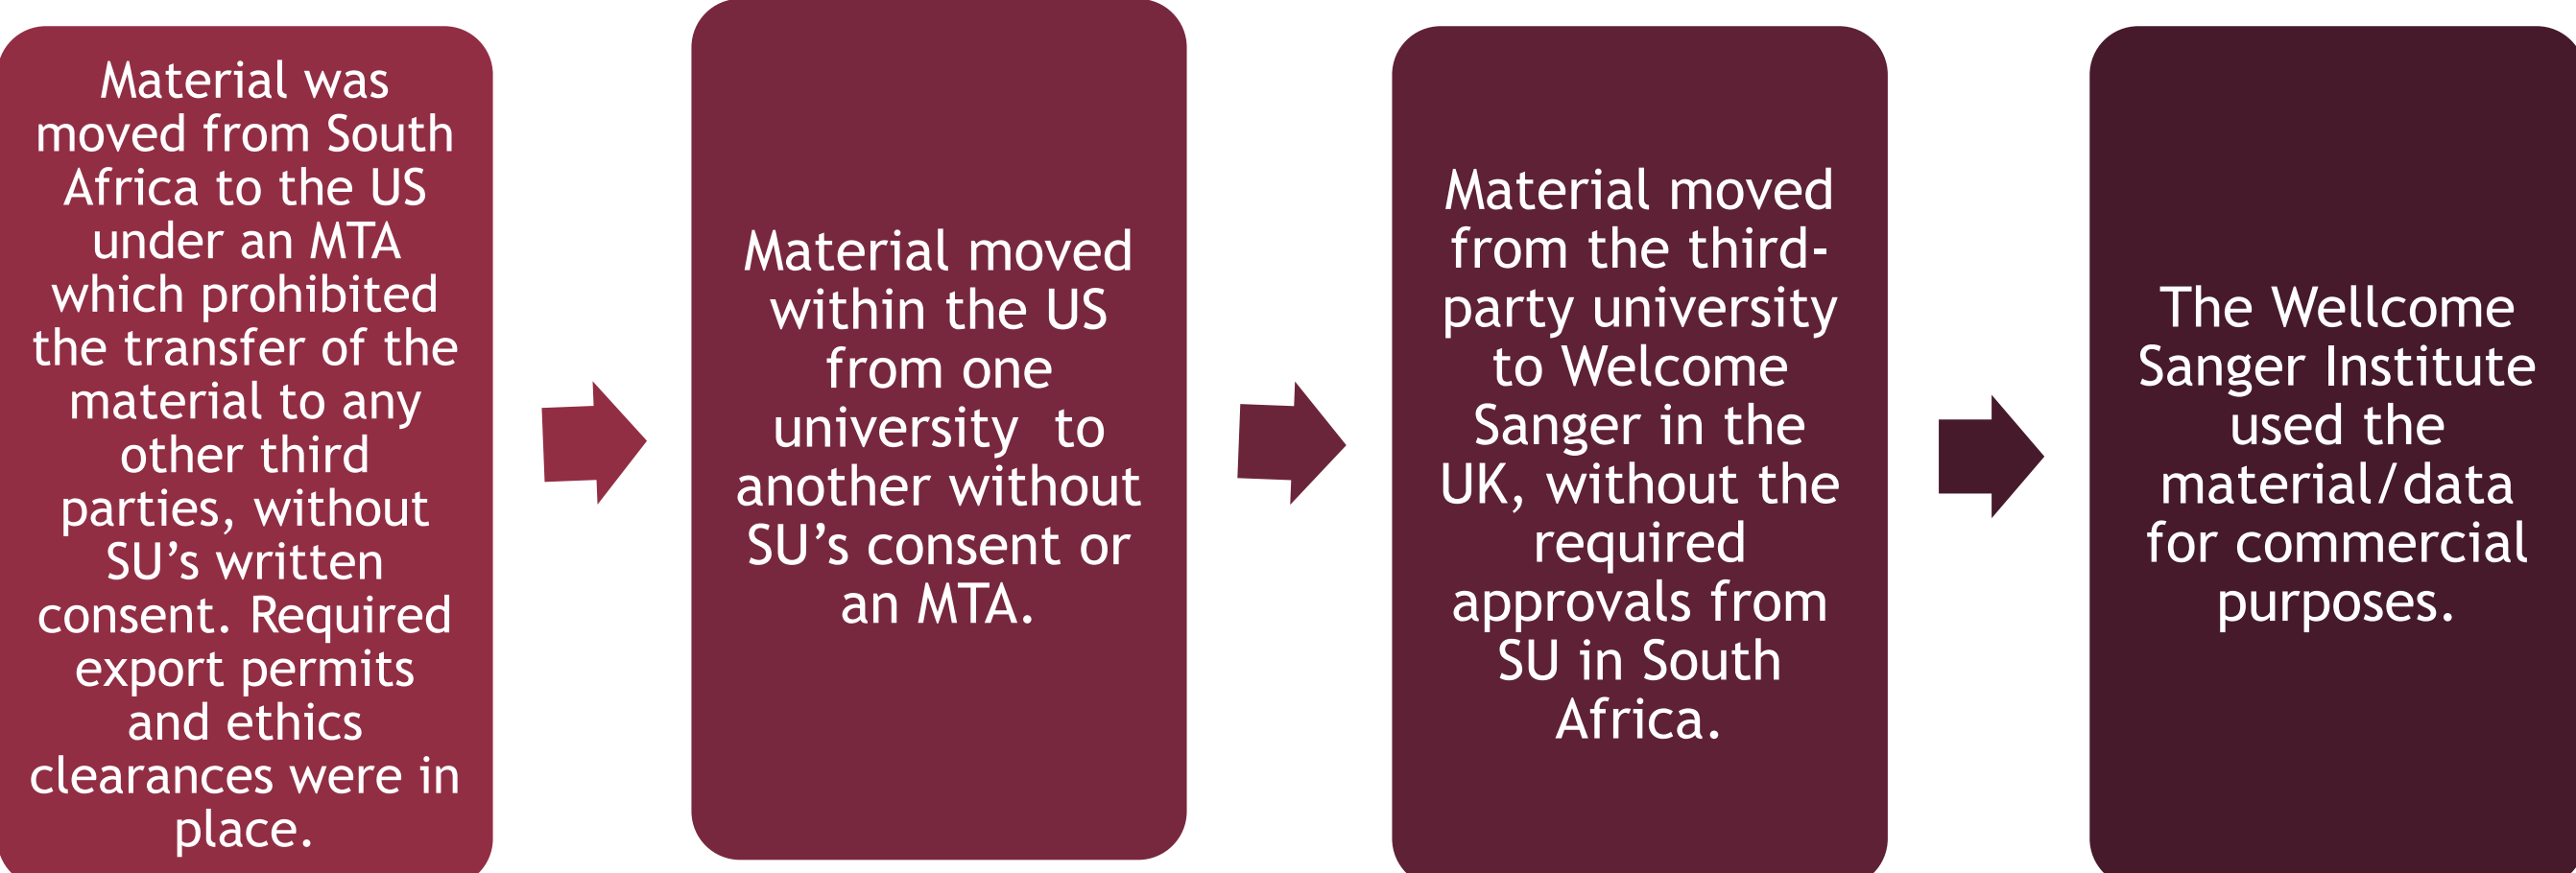 Material was
moved from South
Africa to the US
under an MTA
which prohibited
the transfer of the
material to any
other third
parties, without
SU’s written
consent. Required
export permits
and ethics
clearances were in
place.
Material moved
within the US
from one
university  to
another without
SU’s consent or
an MTA.
Material moved
from the third-
party university
to Welcome
Sanger in the
UK, without the
required
approvals from
SU in South
Africa.
The Wellcome
Sanger Institute
used the
material/data
for commercial
purposes.